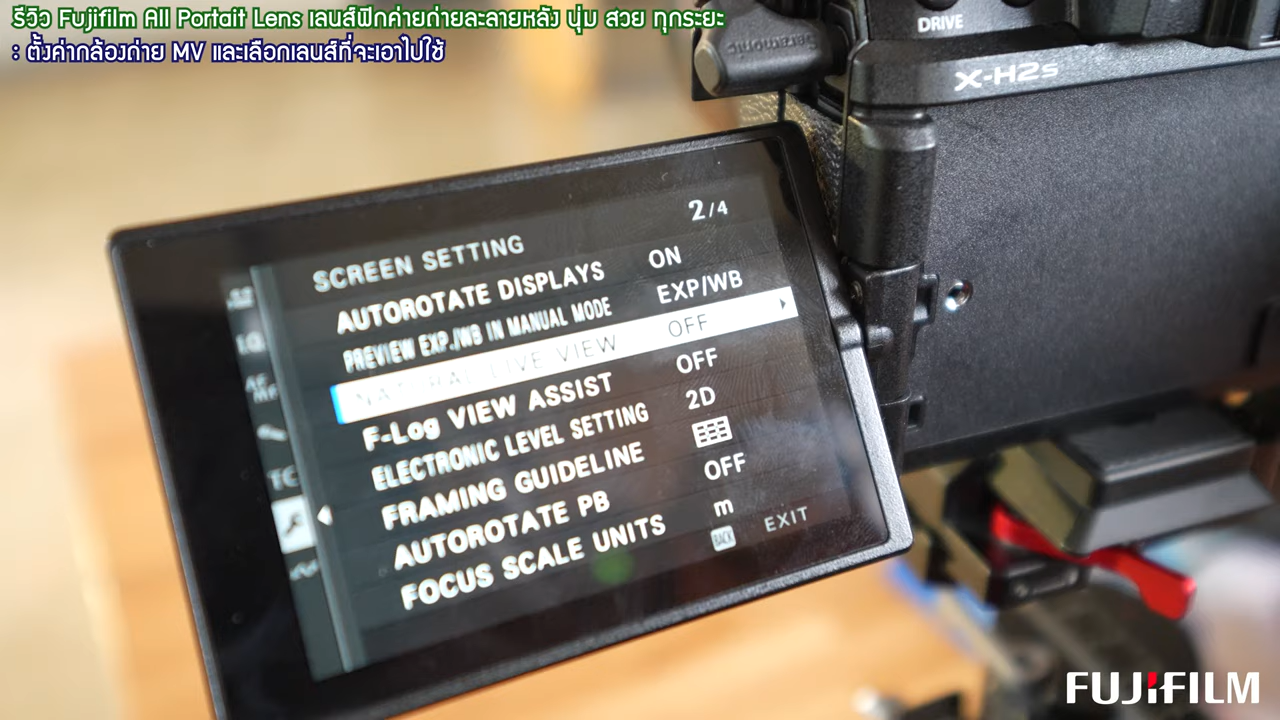 รีวิว Fujifilm All Portait Lens เลนส์ฟิกค่ายถ่ายละลายหลัง นุ่ม สวย ทุกระยะ
: ตั้งค่ากล้องถ่าย MV และเลือกเลนส์ที่จะเอาไปใช้
DRIVE
X-H2S
2/4
SCREEN SETTING
AUTOROTATE DISPLAYS ON
PREVIEW EXP./WB IN MANUAL MODE EXP/WB
NATURAL LIVE VIEW OFF
F-Log VIEW ASSIST OFF
ELECTRONIC LEVEL SETTING 2D
FRAMING GUIDELINE
AUTOROTATE PB OFF
FOCUS SCALE UNITS m
BACK EXIT
FUJIFILM